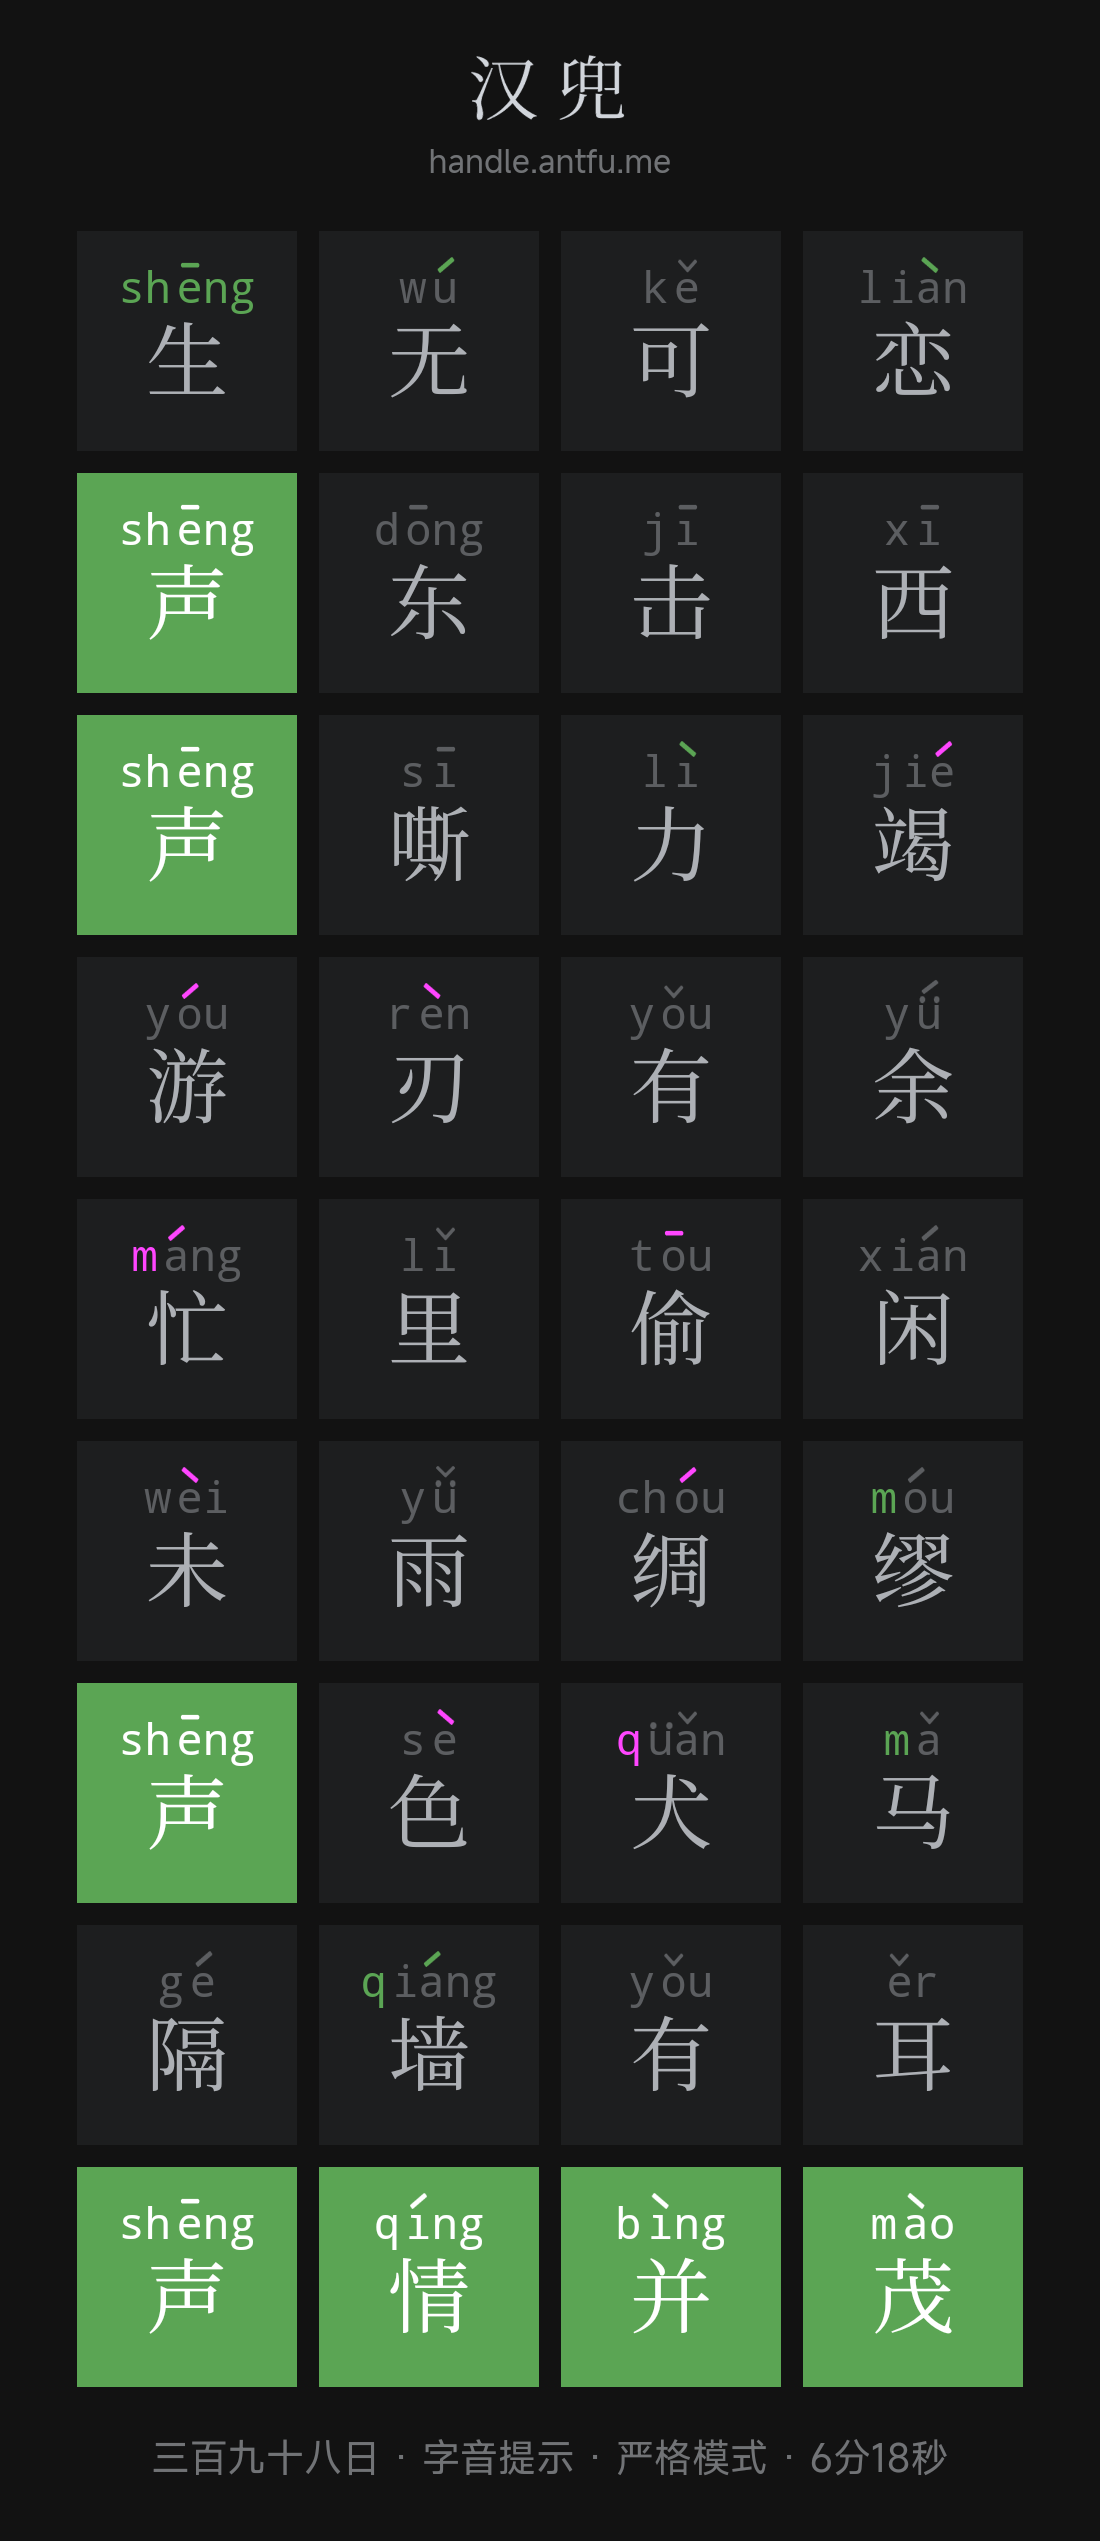 汉兜
handle.antfu.me
shēng wú kě liàn
生 无 可 恋
shēng dōng jī xī
声 东 击 西
shēng sī lì jié
声 嘶 力 竭
yóu rèn yǒu yǘ
游 刃 有 余
máng lǐ tōu xián
忙 里 偷 闲
wèi yǚ chóu móu
未 雨 绸 缪
shēng sè qüǎn mǎ
声 色 犬 马
gé qiáng yǒu ěr
隔 墙 有 耳
shēng qíng bìng mào
声 情 并 茂
三百九十八日 · 字音提示 · 严格模式 · 6分18秒